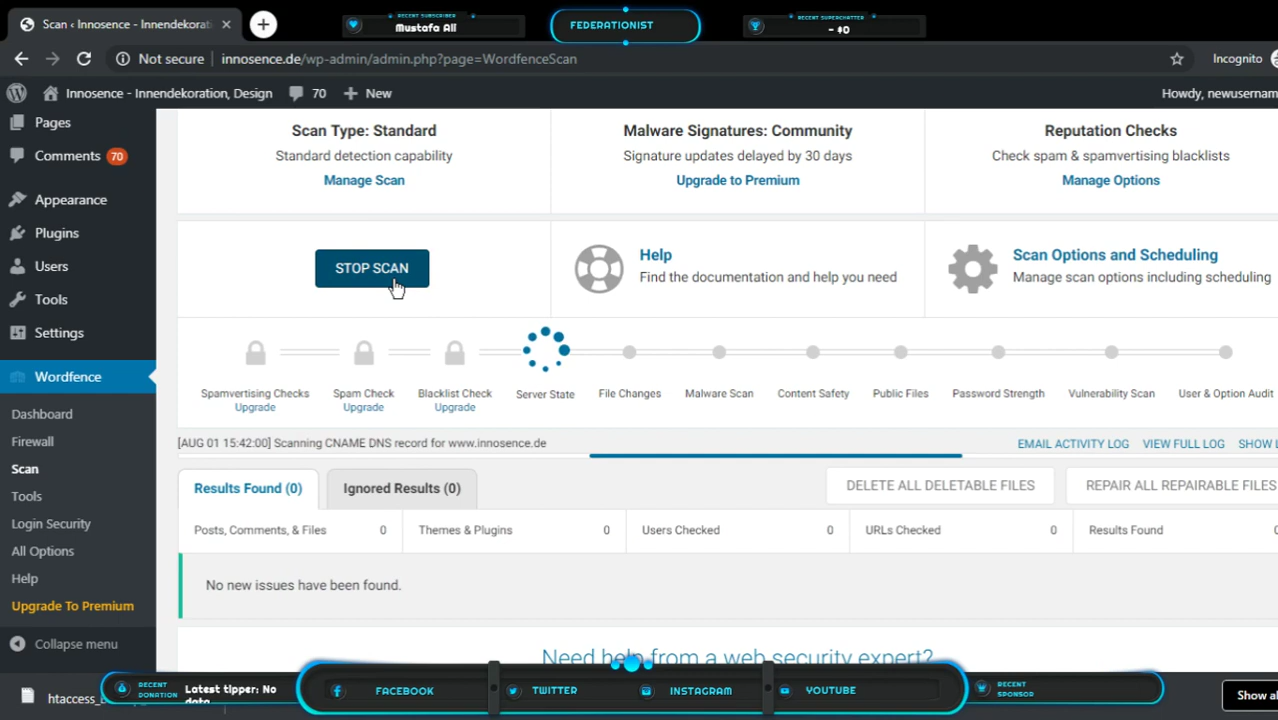 Scan ‹ Innosence - Innendekorat
RECENT SUBSCRIBER
Mustafa Ali
FEDERATIONIST
RECENT SUPERCHATTER
- $0
Not secure
innosence.de/wp-admin/admin.php?page=WordfenceScan
Incognito
Innosence - Innendekoration, Design
70
New
Howdy, newusernam
Pages
Comments 70
Appearance
Plugins
Users
Tools
Settings
Wordfence
Dashboard
Firewall
Scan
Tools
Login Security
All Options
Help
Upgrade To Premium
Collapse menu
Scan Type: Standard
Standard detection capability
Manage Scan
Malware Signatures: Community
Signature updates delayed by 30 days
Upgrade to Premium
Reputation Checks
Check spam & spamvertising blacklists
Manage Options
STOP SCAN
Help
Find the documentation and help you need
Scan Options and Scheduling
Manage scan options including scheduling
Spamvertising Checks
Upgrade
Spam Check
Upgrade
Blacklist Check
Upgrade
Server State
File Changes
Malware Scan
Content Safety
Public Files
Password Strength
Vulnerability Scan
User & Option Audit
[AUG 01 15:42:00] Scanning CNAME DNS record for www.innosence.de
EMAIL ACTIVITY LOG
VIEW FULL LOG
SHOW L
Results Found (0)
Ignored Results (0)
DELETE ALL DELETABLE FILES
REPAIR ALL REPAIRABLE FILES
Posts, Comments, & Files 0
Themes & Plugins 0
Users Checked 0
URLs Checked 0
Results Found 0
No new issues have been found.
Need help from a web security expert?
htaccess_
RECENT DONATION
Latest tipper: No data
FACEBOOK
TWITTER
INSTAGRAM
YOUTUBE
RECENT SPONSOR
Show al